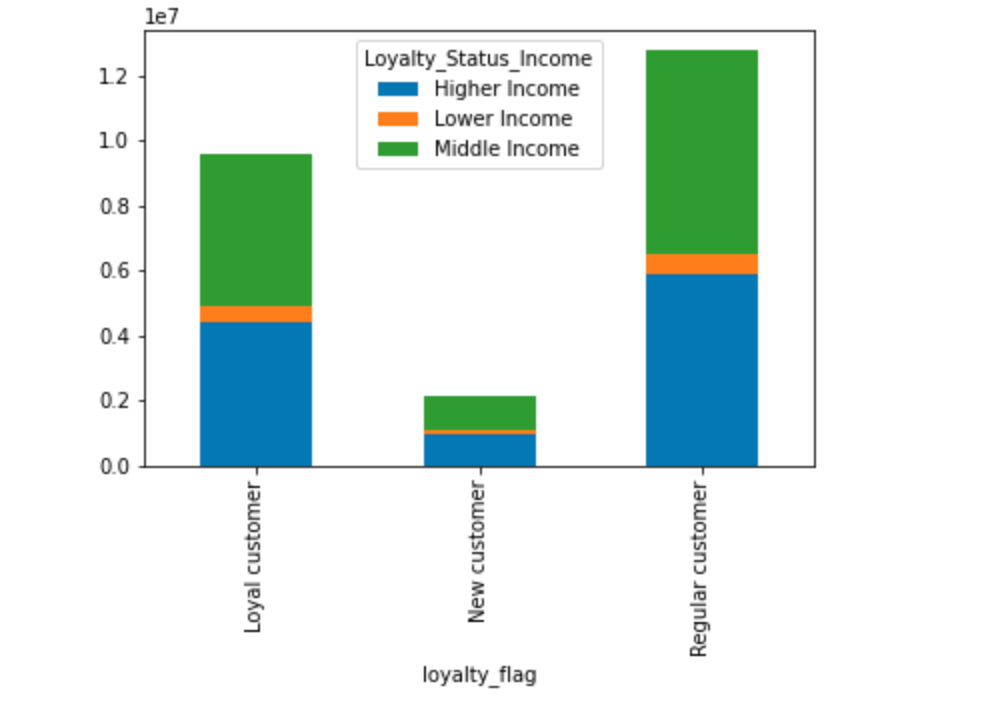 1e7
1.2
1.0
0.8
0.6
0.4
0.2
0.0
Loyalty_Status_Income
Higher Income
Lower Income
Middle Income
Loyal customer
New customer
Regular customer
loyalty_flag